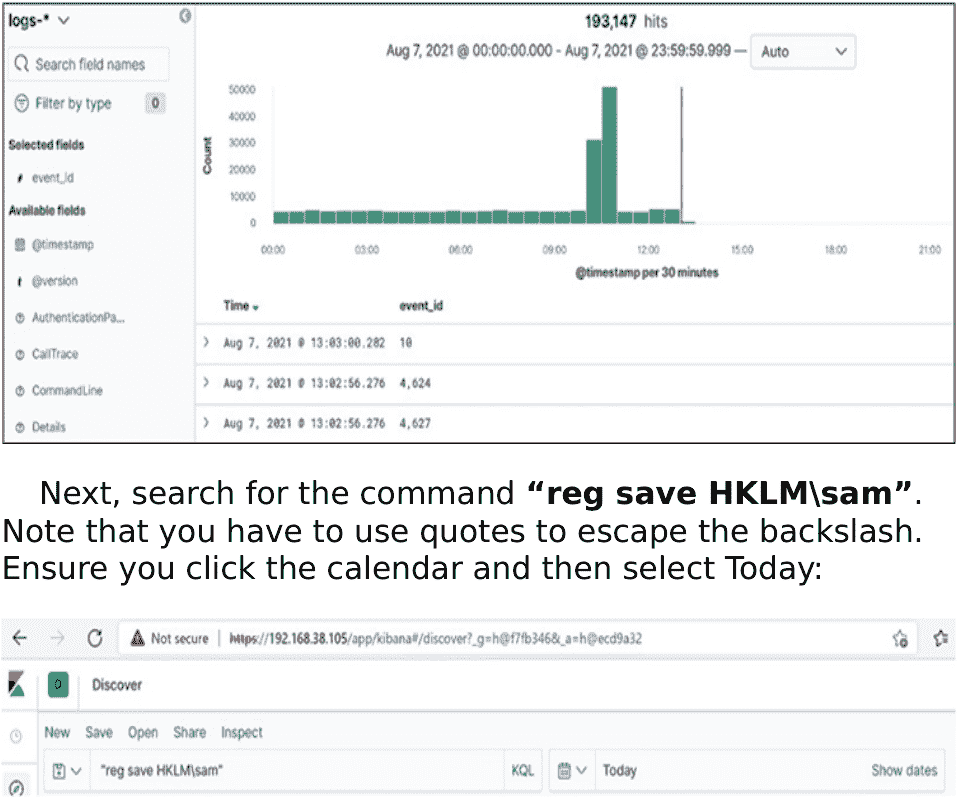 logs-*
193,147 hits
Aug 7, 2021 @ 00:00:00.000 - Aug 7, 2021 @ 23:59:59.999 — Auto
Search field names
Filter by type 0
Selected fields
event_id
Available fields
@timestamp
t @version
AuthenticationPa...
CallTrace
CommandLine
Details
Count
50000
40000
30000
20000
10000
0
00:00 03:00 06:00 09:00 12:00 15:00 18:00 21:00
@timestamp per 30 minutes
Time event_id
Aug 7, 2021 @ 13:03:00.282 10
Aug 7, 2021 @ 13:02:56.276 4,624
Aug 7, 2021 @ 13:02:56.276 4,627
Next, search for the command “reg save HKLM\sam”.
Note that you have to use quotes to escape the backslash.
Ensure you click the calendar and then select Today:
Not secure | https://192.168.38.105/app/kibana#/discover?_g=h@f7fb346&_a=h@ecd9a32
0 Discover
New Save Open Share Inspect
"reg save HKLM\sam" KQL Today Show dates